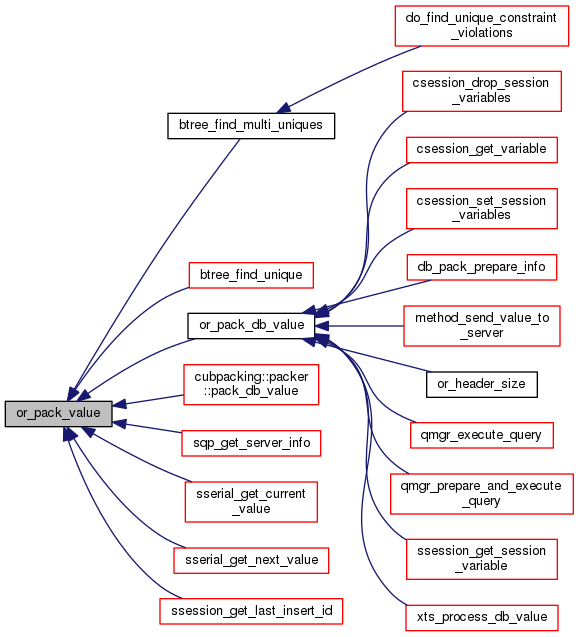 do_find_unique_constraint
_violations
csession_drop_session
_variables
btree_find_multi_uniques
csession_get_variable
csession_set_session
_variables
db_pack_prepare_info
btree_find_unique
or_pack_db_value
method_send_value_to
_server
cubpacking::packer
::pack_db_value
or_header_size
or_pack_value
sqp_get_server_info
qmgr_execute_query
sserial_get_current
_value
qmgr_prepare_and_execute
_query
sserial_get_next_value
ssession_get_session
_variable
ssession_get_last_insert_id
xts_process_db_value